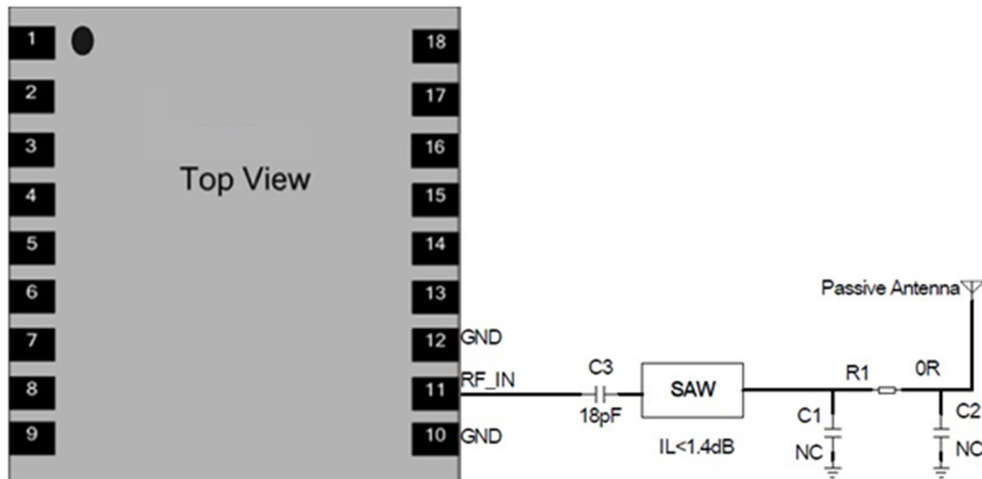 1
18
2
17
3
16
Top View
4
15
5
14
6
13
Passive Antenna
7
12 GND
8
11 RF_IN
C3
18pF
SAW
IL<1.4dB
R1
0R
C1
NC
C2
NC
9
10 GND